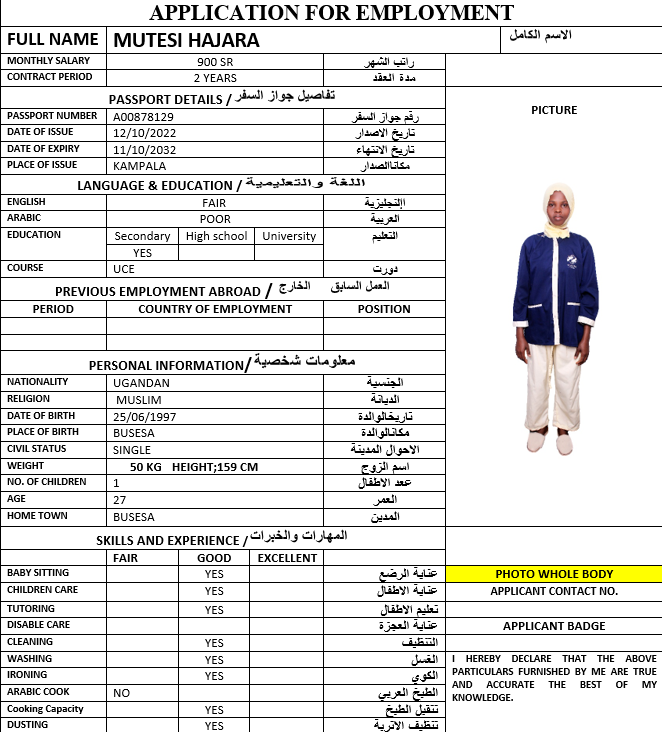 APPLICATION FOR EMPLOYMENT
FULL NAME MUTESI HAJARA الاسم الكامل
MONTHLY SALARY 900 SR راتب الشهر
CONTRACT PERIOD 2 YEARS مدة العقد
PASSPORT DETAILS / تفاصيل جواز السفر
PICTURE
PASSPORT NUMBER A00878129 رقم جواز السفر
DATE OF ISSUE 12/10/2022 تاريخ الاصدار
DATE OF EXPIRY 11/10/2032 تاريخ الانتهاء
PLACE OF ISSUE KAMPALA مكاناالصدار
LANGUAGE & EDUCATION / اللغة والتعليمية
ENGLISH FAIR اإلنجليزية
ARABIC POOR العربية
EDUCATION Secondary High school University التعليم
YES
COURSE UCE دورت
PREVIOUS EMPLOYMENT ABROAD / العمل السابق الخارج
PERIOD COUNTRY OF EMPLOYMENT POSITION
PERSONAL INFORMATION/ معلومات شخصية
NATIONALITY UGANDAN الجنسية
RELIGION MUSLIM الديانة
DATE OF BIRTH 25/06/1997 تاريخالوالدة
PLACE OF BIRTH BUSESA مكانالوالدة
CIVIL STATUS SINGLE الاحوال المدينة
WEIGHT 50 KG HEIGHT;159 CM اسم الزوج
NO. OF CHILDREN 1 عدد الاطفال
AGE 27 العمر
HOME TOWN BUSESA المدين
SKILLS AND EXPERIENCE / المهارات والخبرات
FAIR GOOD EXCELLENT
BABY SITTING YES عناية الرضع
PHOTO WHOLE BODY
CHILDREN CARE YES عناية الاطفال
APPLICANT CONTACT NO.
TUTORING YES تعليم الاطفال
DISABLE CARE عناية العجزة
APPLICANT BADGE
CLEANING YES التنظيف
WASHING YES الغسل
IRONING YES الكوي
ARABIC COOK NO الطبخ العربي
Cooking Capacity YES تتقيل الطبخ
DUSTING YES تنظيف الاتربة
I HEREBY DECLARE THAT THE ABOVE
PARTICULARS FURNISHED BY ME ARE TRUE
AND ACCURATE THE BEST OF MY
KNOWLEDGE.